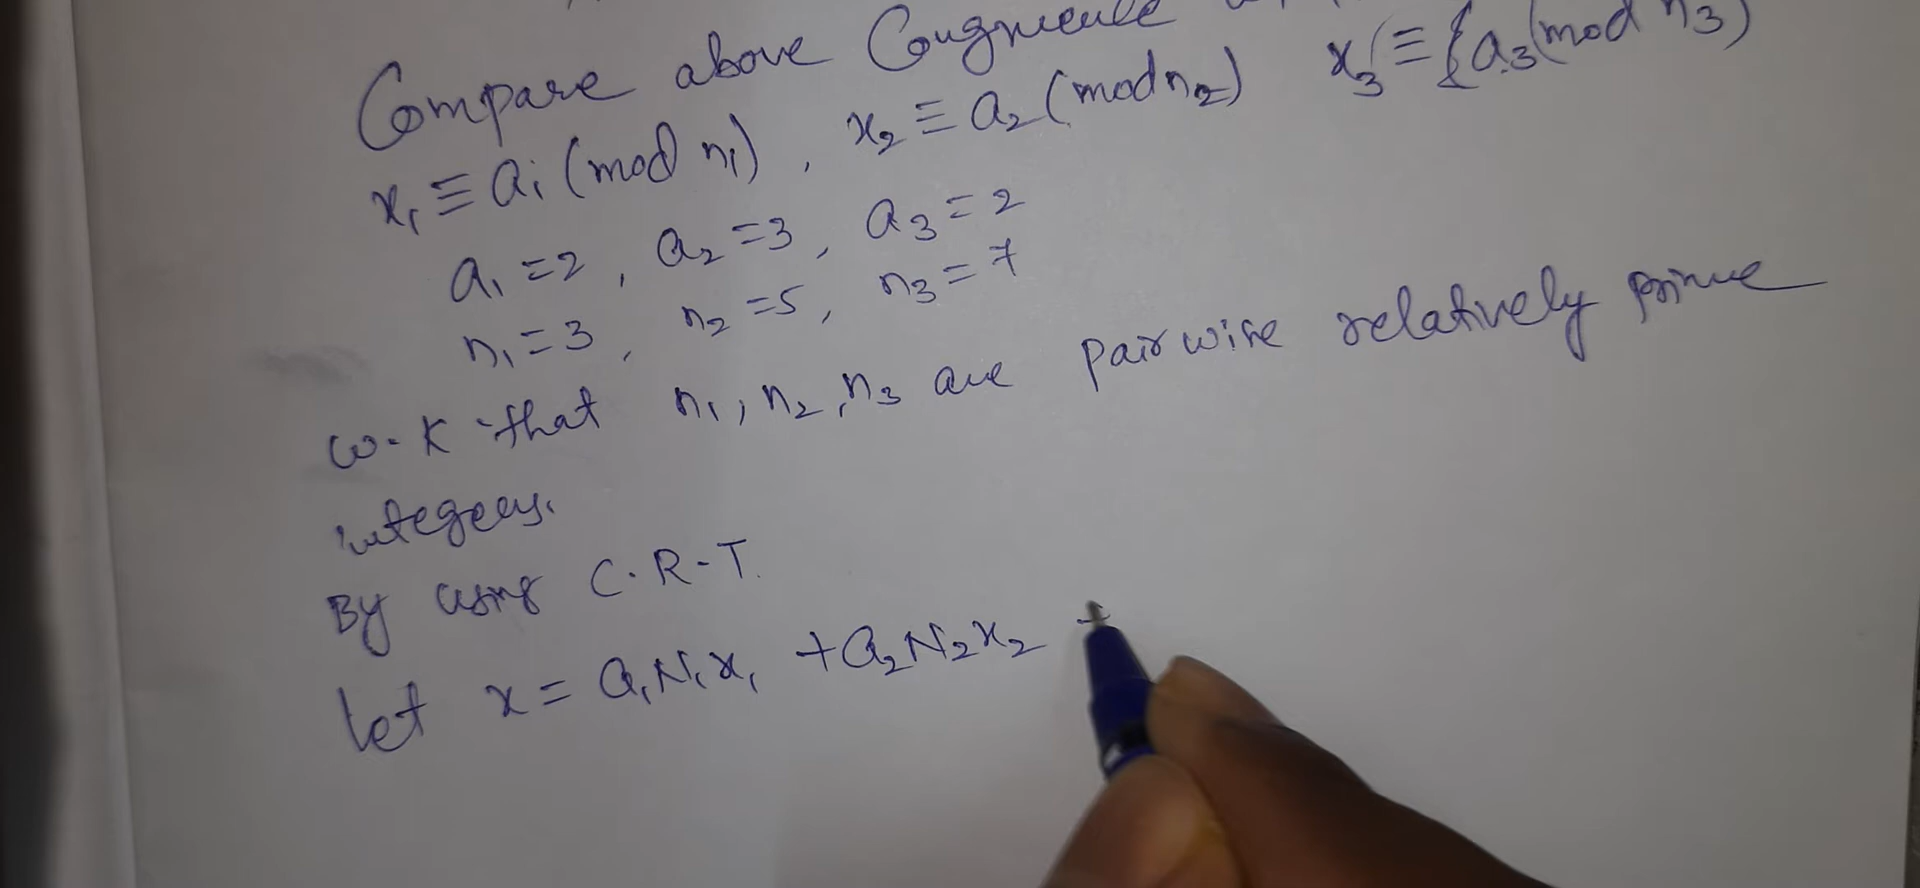 Compare above Congruence
x₁ ≡ a₁ (mod n₁), x₂ ≡ a₂ (mod n₂) x₃ ≡ {a₃ (mod n₃)
a₁ = 2, a₂ = 3, a₃ = 2
n₁ = 3, n₂ = 5, n₃ = 7
W.K that n₁, n₂, n₃ are pairwise relatively prime
integers.
By using C.R.T.
Let x = a₁N₁x₁ + a₂N₂x₂ +